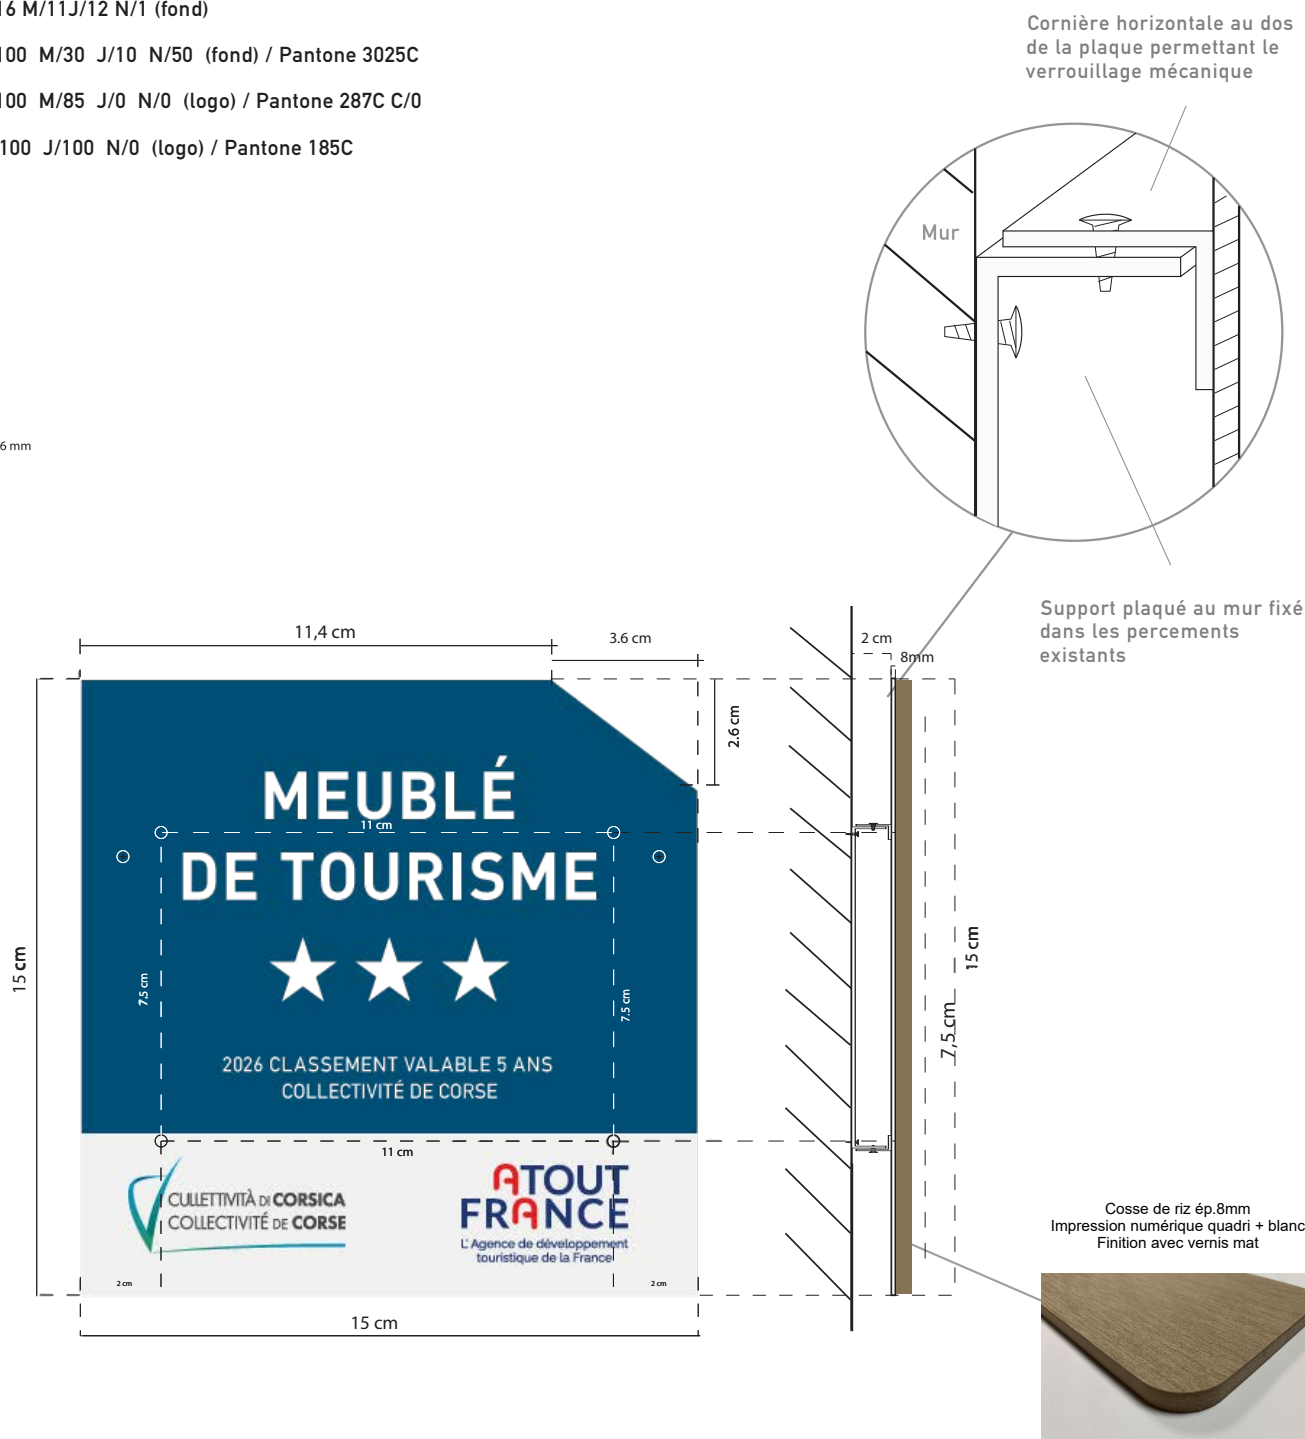 16 M/11J/12 N/1 (fond)
100 M/30 J/10 N/50 (fond) / Pantone 3025C
100 M/85 J/0 N/0 (logo) / Pantone 287C C/0
100 J/100 N/0 (logo) / Pantone 185C
Cornière horizontale au dos
de la plaque permettant le
verrouillage mécanique
Mur
6 mm
Support plaqué au mur fixé
dans les percements
existants
11,4 cm
3.6 cm
2 cm
8mm
2.6 cm
MEUBLÉ
11 cm
DE TOURISME
15 cm
7.5 cm
7.5 cm
15 cm
7,5 cm
2026 CLASSEMENT VALABLE 5 ANS
COLLECTIVITÉ DE CORSE
11 cm
CULLETTIVITÀ DI CORSICA
COLLECTIVITÉ DE CORSE
ATOUT
FRANCE
L'Agence de développement
touristique de la France
2 cm
2 cm
15 cm
Cosse de riz ép.8mm
Impression numérique quadri + blanc
Finition avec vernis mat